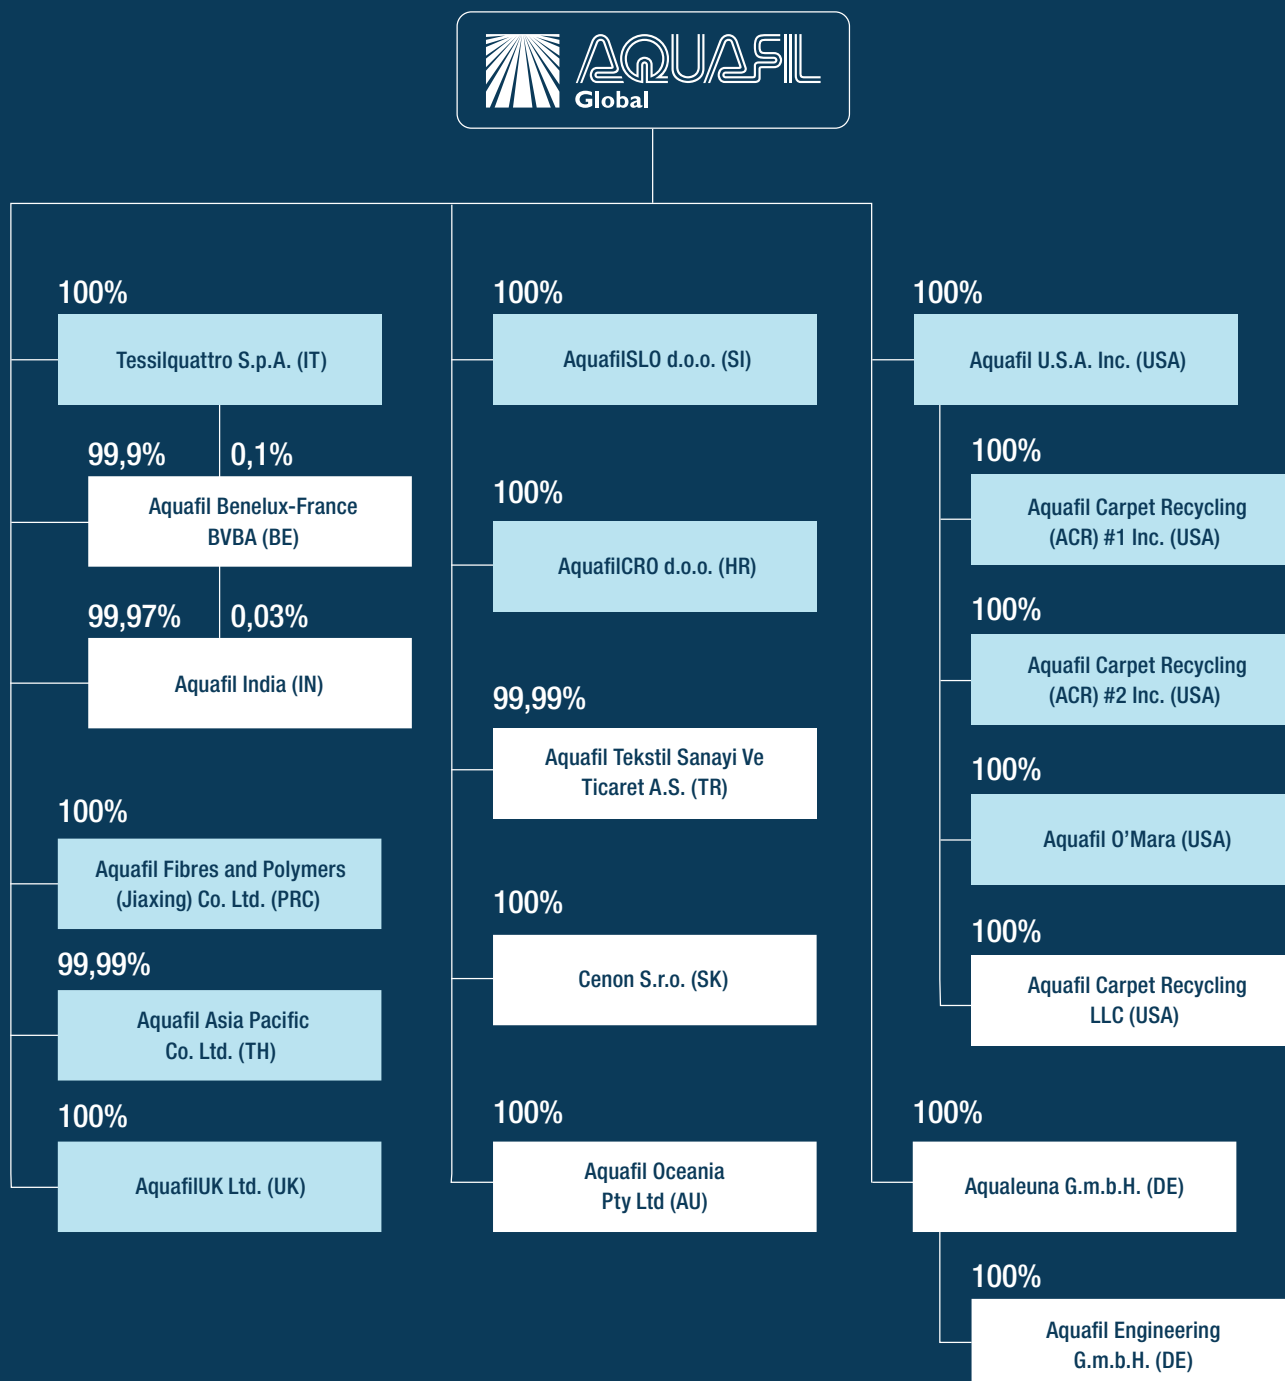 AQUAFIL
Global
100%
Tessilquattro S.p.A. (IT)
99,9%
0,1%
Aquafil Benelux-France
BVBA (BE)
99,97%
0,03%
Aquafil India (IN)
100%
Aquafil Fibres and Polymers
(Jiaxing) Co. Ltd. (PRC)
99,99%
Aquafil Asia Pacific
Co. Ltd. (TH)
100%
AquafilUK Ltd. (UK)
100%
AquafilSLO d.o.o. (SI)
100%
AquafilCRO d.o.o. (HR)
99,99%
Aquafil Tekstil Sanayi Ve
Ticaret A.S. (TR)
100%
Cenon S.r.o. (SK)
100%
Aquafil Oceania
Pty Ltd (AU)
100%
Aquafil U.S.A. Inc. (USA)
100%
Aquafil Carpet Recycling
(ACR) #1 Inc. (USA)
100%
Aquafil Carpet Recycling
(ACR) #2 Inc. (USA)
100%
Aquafil O’Mara (USA)
100%
Aquafil Carpet Recycling
LLC (USA)
100%
Aqualeuna G.m.b.H. (DE)
100%
Aquafil Engineering
G.m.b.H. (DE)